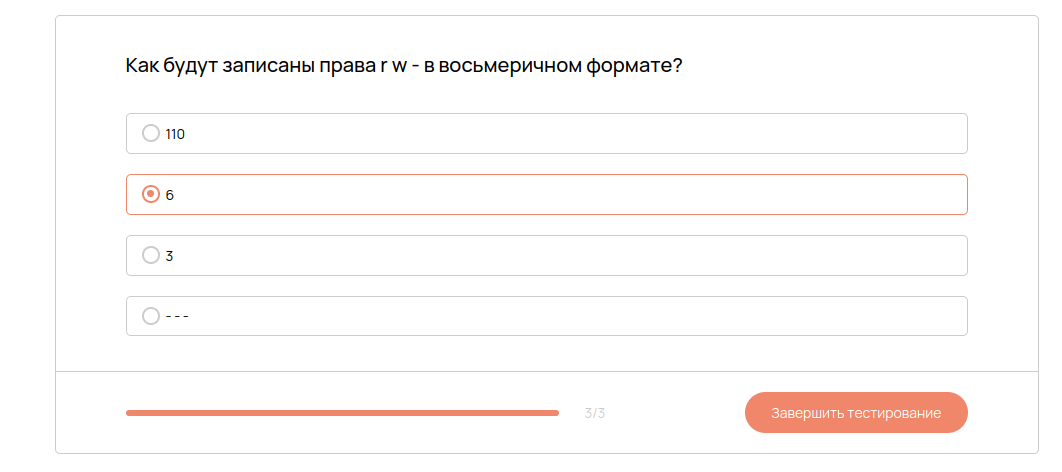 Как будут записаны права r w - в восьмеричном формате?
110
6
3
- - -
3/3
Завершить тестирование